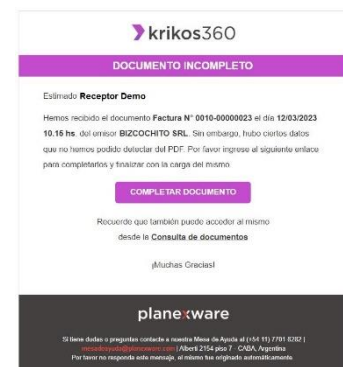 krikos360
DOCUMENTO INCOMPLETO
Estimado Receptor Demo
Hemos recibido el documento Factura N° 0010-00000023 el día 12/03/2023
10.15 hs. del emisor BIZCOCHITO SRL. Sin embargo, hubo ciertos datos
que no hemos podido detectar del PDF. Por favor ingrese al siguiente enlace
para completarlos y finalizar con la carga del mismo.
COMPLETAR DOCUMENTO
Recuerde que también puede acceder al mismo
desde la Consulta de documentos
¡Muchas Gracias!
planexware
Si tiene dudas o preguntas contacte a nuestra Mesa de Ayuda al (+54 11) 7701 8282 |
mesadeayuda@planexware.com | Alberti 2154 piso 7 - CABA, Argentina
Por favor no responda este mensaje, el mismo fue originado automáticamente